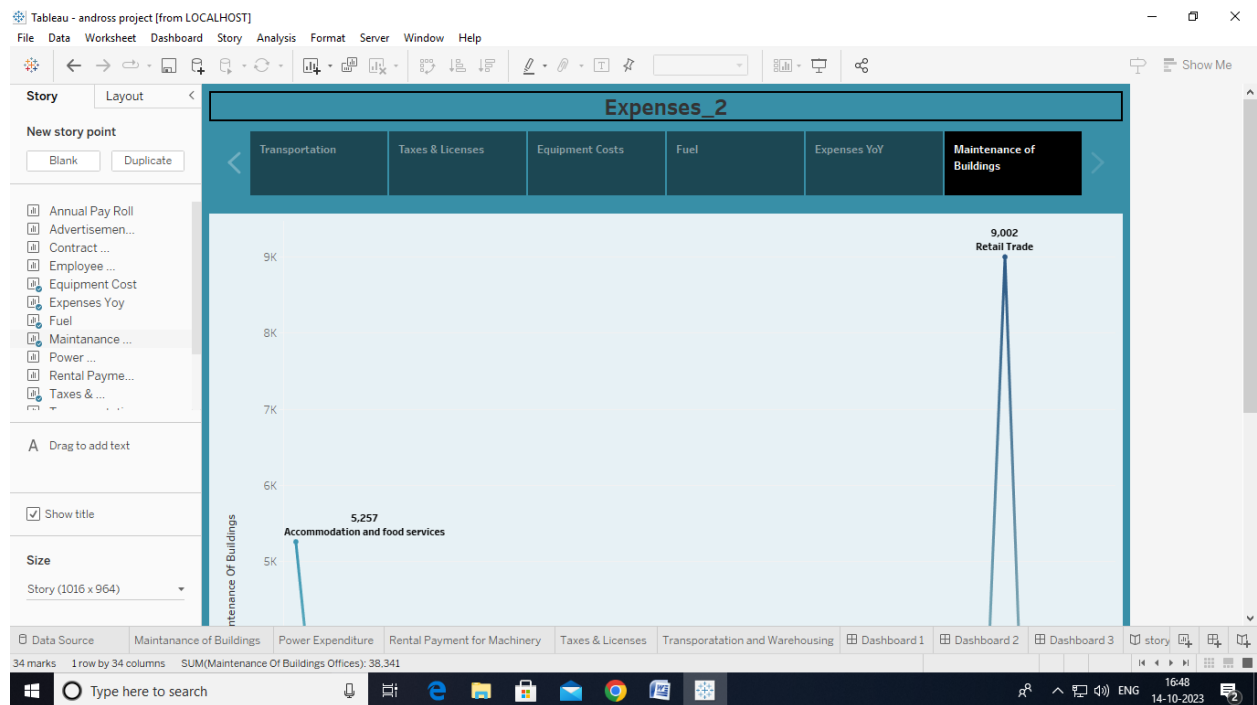 Tableau - andross project [from LOCALHOST]
File Data Worksheet Dashboard Story Analysis Format Server Window Help
Show Me
Story Layout
New story point
Blank Duplicate
Annual Pay Roll
Advertisemen...
Contract ...
Employee ...
Equipment Cost
Expenses Yoy
Fuel
Maintanance ...
Power ...
Rental Payme...
Taxes & ...
A Drag to add text
Show title
Size
Story (1016 x 964)
Expenses_2
Transportation Taxes & Licenses Equipment Costs Fuel Expenses YoY Maintenance of
Buildings
9,002
Retail Trade
9K
8K
7K
6K
5,257
Accommodation and food services
5K
ntenance Of Buildings
Data Source Maintanance of Buildings Power Expenditure Rental Payment for Machinery Taxes & Licenses Transporatation and Warehousing Dashboard 1 Dashboard 2 Dashboard 3 story
34 marks 1 row by 34 columns SUM(Maintenance Of Buildings Offices): 38,341
Type here to search
ENG
16:48
14-10-2023
2